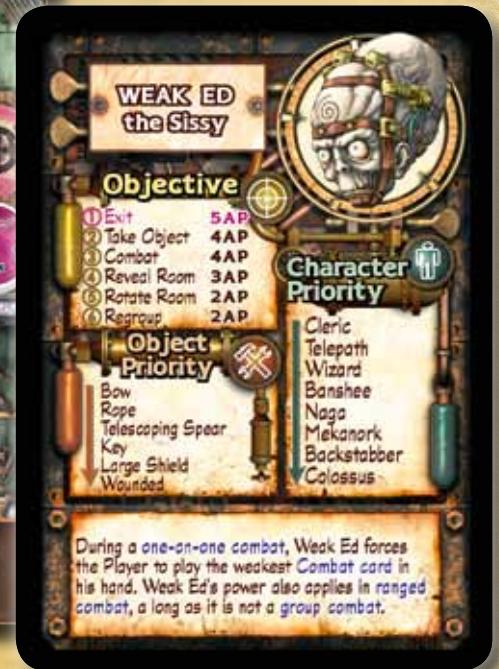 WEAK ED
the Sissy
Objective
1 Exit 5AP
2 Take Object 4AP
3 Combat 4AP
4 Reveal Room 3AP
5 Rotate Room 2AP
6 Regroup 2AP
Object
Priority
Bow
Rope
Telescoping Spear
Key
Large Shield
Wounded
Character
Priority
Cleric
Telepath
Wizard
Banshee
Naga
Mekanork
Backstabber
Colossus
During a one-on-one combat, Weak Ed forces
the Player to play the weakest Combat card in
his hand. Weak Ed's power also applies in ranged
combat, a long as it is not a group combat.